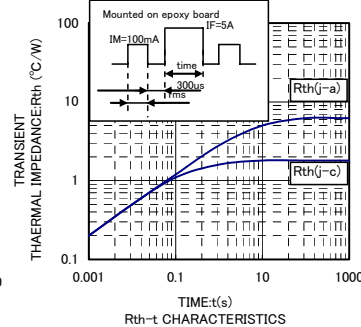 Mounted on epoxy board
IF=5A
IM=100mA
time
300us
1ms
100
10
1
0.1
TRANSIENT
THAERMAL IMPEDANCE:Rth (℃/W)
Rth(j-a)
Rth(j-c)
0.001
0.1
10
1000
TIME:t(s)
Rth-t CHARACTERISTICS